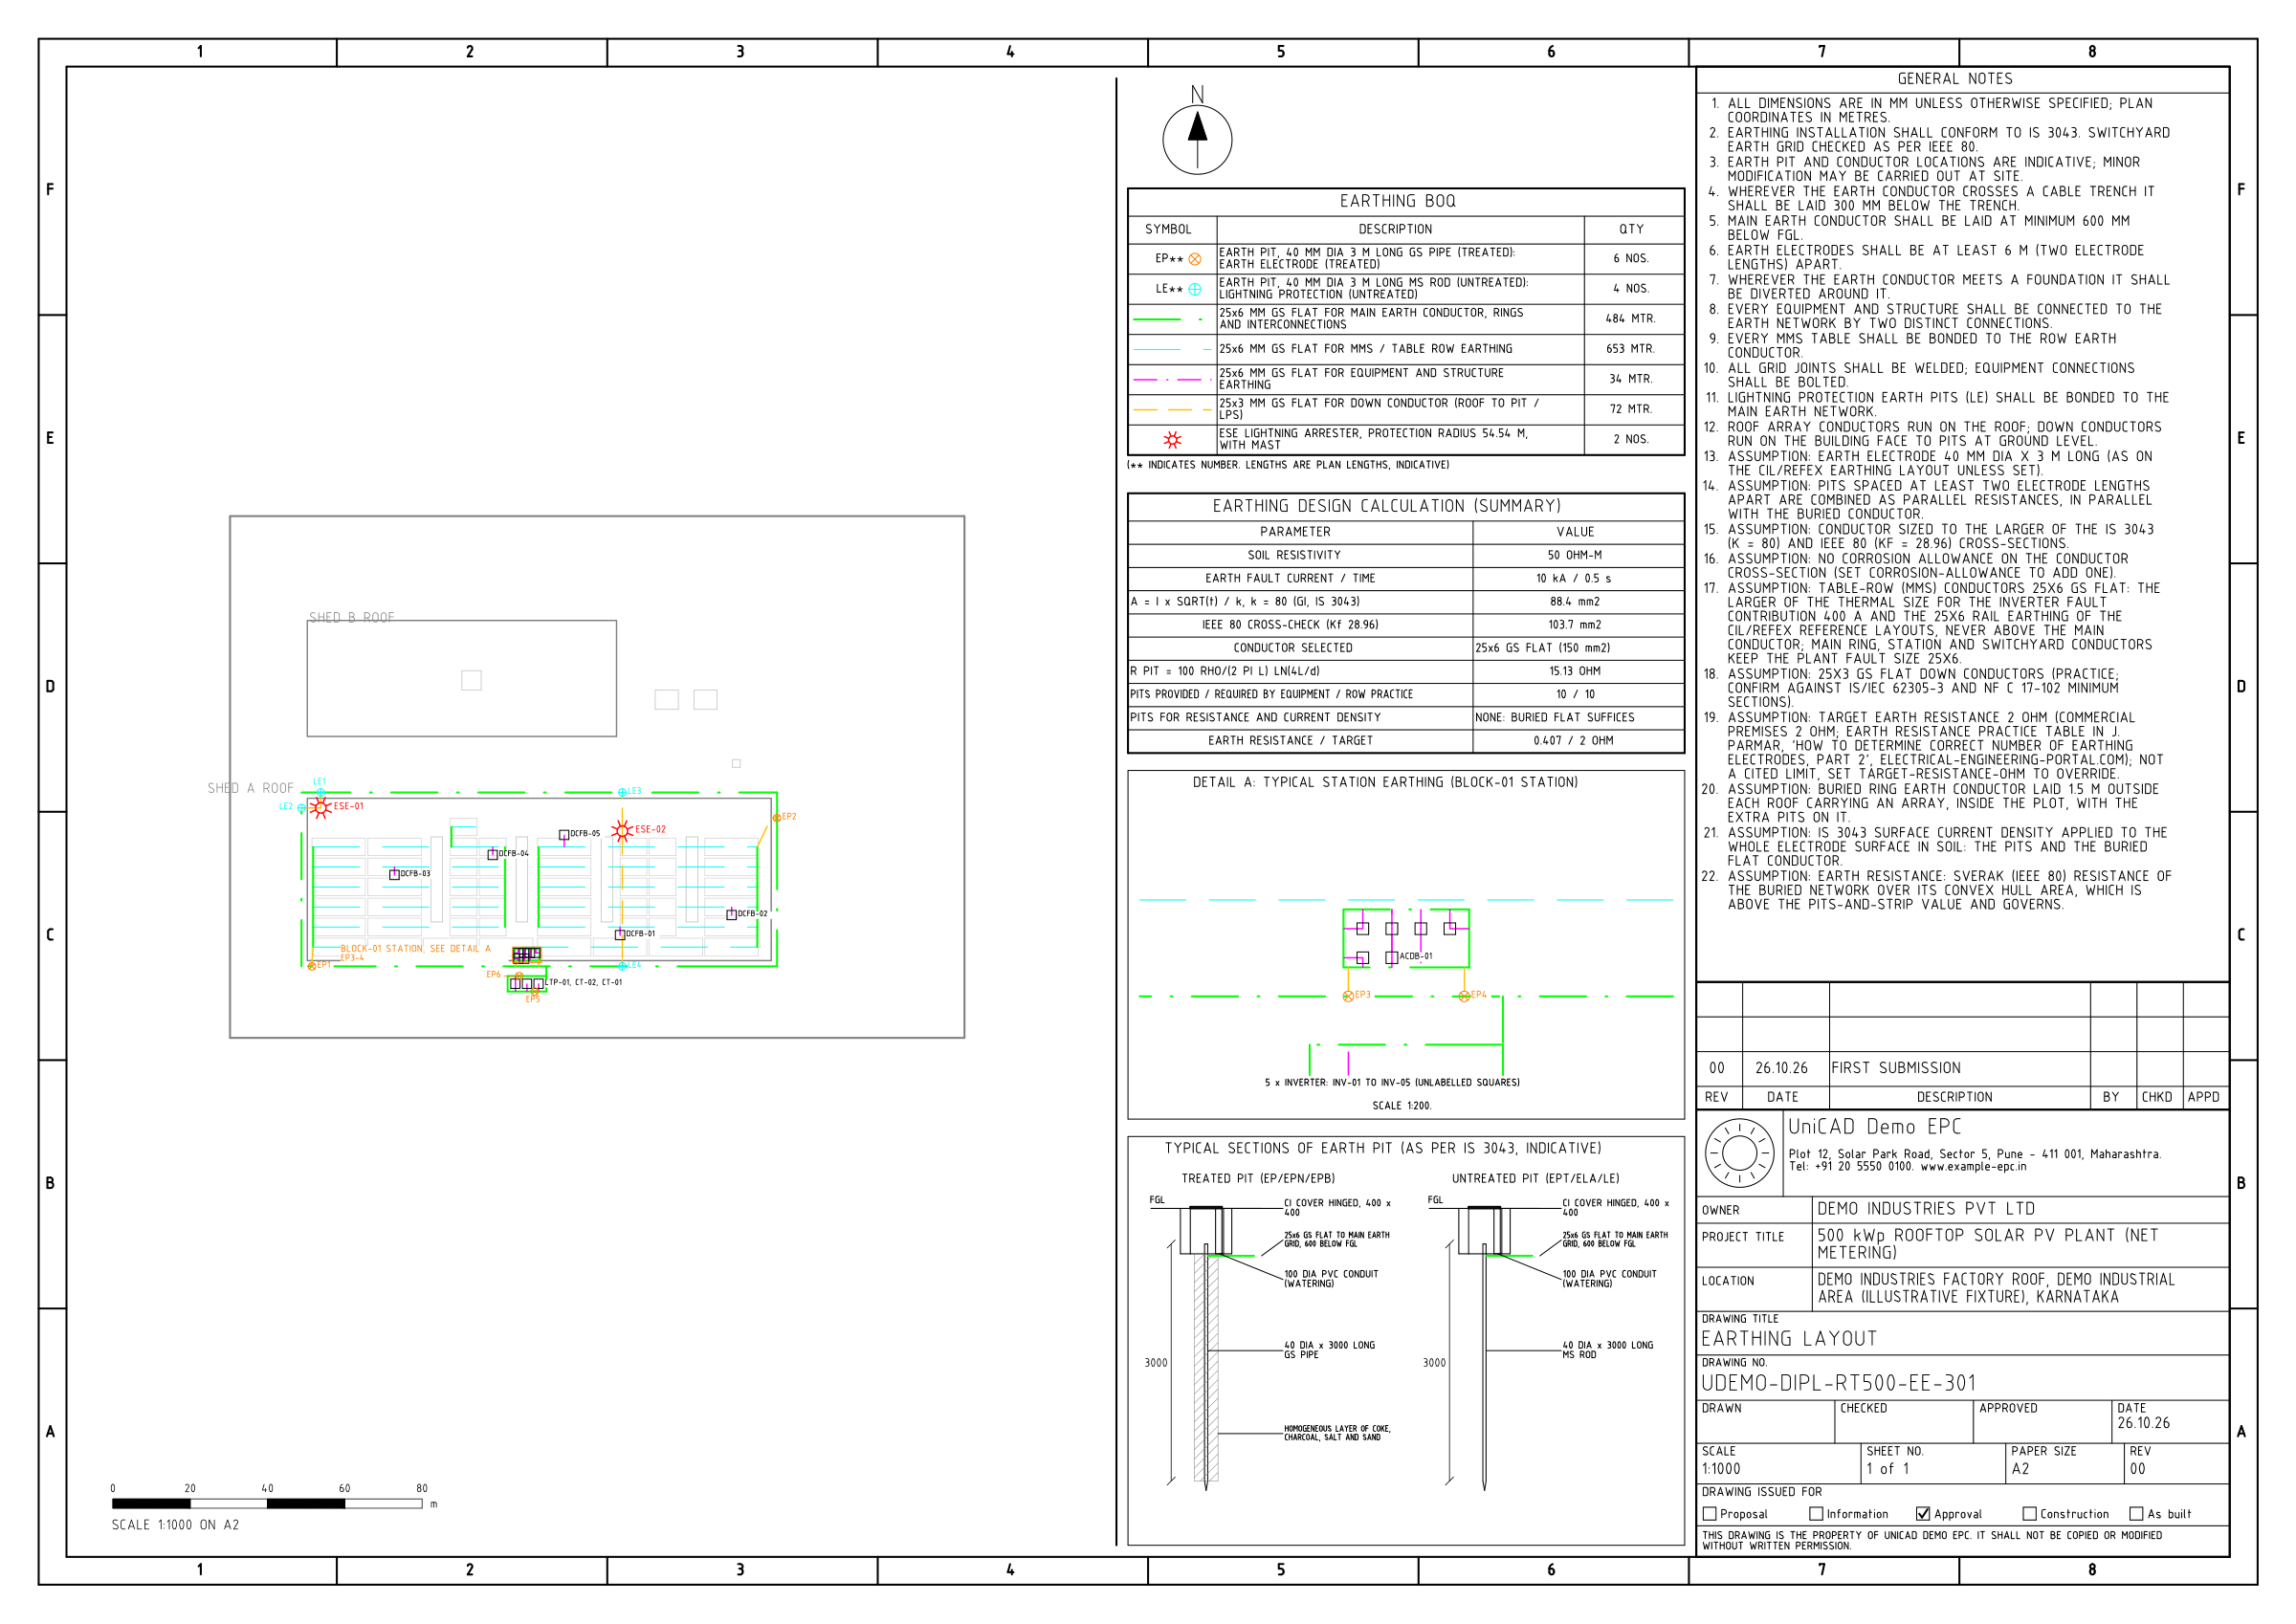 1 2 3 4 5 6 7 8
F
E
D
C
B
A
F
E
D
C
B
A
SHED B ROOF
SHED A ROOF
LE1
LE2
ESE-01
LE3
ESE-02
EP2
DCFB-05
DCFB-04
DCFB-03
DCFB-02
DCFB-01
BLOCK-01 STATION, SEE DETAIL A
EP3-4
EP1
LE4
EP6
LTP-01, CT-02, CT-01
EP5
0 20 40 60 80 m
SCALE 1:1000 ON A2
N
EARTHING BOQ
SYMBOL DESCRIPTION QTY
EP** EARTH PIT, 40 MM DIA 3 M LONG GS PIPE (TREATED): 6 NOS.
EARTH ELECTRODE (TREATED)
LE** EARTH PIT, 40 MM DIA 3 M LONG MS ROD (UNTREATED): 4 NOS.
LIGHTNING PROTECTION (UNTREATED)
25x6 MM GS FLAT FOR MAIN EARTH CONDUCTOR, RINGS 484 MTR.
AND INTERCONNECTIONS
25x6 MM GS FLAT FOR MMS / TABLE ROW EARTHING 653 MTR.
25x6 MM GS FLAT FOR EQUIPMENT AND STRUCTURE 34 MTR.
EARTHING
25x3 MM GS FLAT FOR DOWN CONDUCTOR (ROOF TO PIT / 72 MTR.
LPS)
ESE LIGHTNING ARRESTER, PROTECTION RADIUS 54.54 M, 2 NOS.
WITH MAST
(** INDICATES NUMBER. LENGTHS ARE PLAN LENGTHS, INDICATIVE)
EARTHING DESIGN CALCULATION (SUMMARY)
PARAMETER VALUE
SOIL RESISTIVITY 50 OHM-M
EARTH FAULT CURRENT / TIME 10 kA / 0.5 s
A = I x SQRT(t) / k, k = 80 (GI, IS 3043) 88.4 mm2
IEEE 80 CROSS-CHECK (Kf 28.96) 103.7 mm2
CONDUCTOR SELECTED 25x6 GS FLAT (150 mm2)
R PIT = 100 RHO/(2 PI L) LN(4L/d) 15.13 OHM
PITS PROVIDED / REQUIRED BY EQUIPMENT / ROW PRACTICE 10 / 10
PITS FOR RESISTANCE AND CURRENT DENSITY NONE: BURIED FLAT SUFFICES
EARTH RESISTANCE / TARGET 0.407 / 2 OHM
DETAIL A: TYPICAL STATION EARTHING (BLOCK-01 STATION)
ACDB-01
EP3
EP4
5 x INVERTER: INV-01 TO INV-05 (UNLABELLED SQUARES)
SCALE 1:200.
TYPICAL SECTIONS OF EARTH PIT (AS PER IS 3043, INDICATIVE)
TREATED PIT (EP/EPN/EPB)
FGL
CI COVER HINGED, 400 x
400
25x6 GS FLAT TO MAIN EARTH
GRID, 600 BELOW FGL
100 DIA PVC CONDUIT
(WATERING)
40 DIA x 3000 LONG
GS PIPE
3000
HOMOGENEOUS LAYER OF COKE,
CHARCOAL, SALT AND SAND
UNTREATED PIT (EPT/ELA/LE)
FGL
CI COVER HINGED, 400 x
400
25x6 GS FLAT TO MAIN EARTH
GRID, 600 BELOW FGL
100 DIA PVC CONDUIT
(WATERING)
40 DIA x 3000 LONG
MS ROD
3000
GENERAL NOTES
1. ALL DIMENSIONS ARE IN MM UNLESS OTHERWISE SPECIFIED; PLAN
COORDINATES IN METRES.
2. EARTHING INSTALLATION SHALL CONFORM TO IS 3043. SWITCHYARD
EARTH GRID CHECKED AS PER IEEE 80.
3. EARTH PIT AND CONDUCTOR LOCATIONS ARE INDICATIVE; MINOR
MODIFICATION MAY BE CARRIED OUT AT SITE.
4. WHEREVER THE EARTH CONDUCTOR CROSSES A CABLE TRENCH IT
SHALL BE LAID 300 MM BELOW THE TRENCH.
5. MAIN EARTH CONDUCTOR SHALL BE LAID AT MINIMUM 600 MM
BELOW FGL.
6. EARTH ELECTRODES SHALL BE AT LEAST 6 M (TWO ELECTRODE
LENGTHS) APART.
7. WHEREVER THE EARTH CONDUCTOR MEETS A FOUNDATION IT SHALL
BE DIVERTED AROUND IT.
8. EVERY EQUIPMENT AND STRUCTURE SHALL BE CONNECTED TO THE
EARTH NETWORK BY TWO DISTINCT CONNECTIONS.
9. EVERY MMS TABLE SHALL BE BONDED TO THE ROW EARTH
CONDUCTOR.
10. ALL GRID JOINTS SHALL BE WELDED; EQUIPMENT CONNECTIONS
SHALL BE BOLTED.
11. LIGHTNING PROTECTION EARTH PITS (LE) SHALL BE BONDED TO THE
MAIN EARTH NETWORK.
12. ROOF ARRAY CONDUCTORS RUN ON THE ROOF; DOWN CONDUCTORS
RUN ON THE BUILDING FACE TO PITS AT GROUND LEVEL.
13. ASSUMPTION: EARTH ELECTRODE 40 MM DIA X 3 M LONG (AS ON
THE CIL/REFEX EARTHING LAYOUT UNLESS SET).
14. ASSUMPTION: PITS SPACED AT LEAST TWO ELECTRODE LENGTHS
APART ARE COMBINED AS PARALLEL RESISTANCES, IN PARALLEL
WITH THE BURIED CONDUCTOR.
15. ASSUMPTION: CONDUCTOR SIZED TO THE LARGER OF THE IS 3043
(K = 80) AND IEEE 80 (KF = 28.96) CROSS-SECTIONS.
16. ASSUMPTION: NO CORROSION ALLOWANCE ON THE CONDUCTOR
CROSS-SECTION (SET CORROSION-ALLOWANCE TO ADD ONE).
17. ASSUMPTION: TABLE-ROW (MMS) CONDUCTORS 25X6 GS FLAT: THE
LARGER OF THE THERMAL SIZE FOR THE INVERTER FAULT
CONTRIBUTION 400 A AND THE 25X6 RAIL EARTHING OF THE
CIL/REFEX REFERENCE LAYOUTS, NEVER ABOVE THE MAIN
CONDUCTOR; MAIN RING, STATION AND SWITCHYARD CONDUCTORS
KEEP THE PLANT FAULT SIZE 25X6.
18. ASSUMPTION: 25X3 GS FLAT DOWN CONDUCTORS (PRACTICE;
CONFIRM AGAINST IS/IEC 62305-3 AND NF C 17-102 MINIMUM
SECTIONS).
19. ASSUMPTION: TARGET EARTH RESISTANCE 2 OHM (COMMERCIAL
PREMISES 2 OHM; EARTH RESISTANCE PRACTICE TABLE IN J.
PARMAR, 'HOW TO DETERMINE CORRECT NUMBER OF EARTHING
ELECTRODES, PART 2', ELECTRICAL-ENGINEERING-PORTAL.COM); NOT
A CITED LIMIT, SET TARGET-RESISTANCE-OHM TO OVERRIDE.
20. ASSUMPTION: BURIED RING EARTH CONDUCTOR LAID 1.5 M OUTSIDE
EACH ROOF CARRYING AN ARRAY, INSIDE THE PLOT, WITH THE
EXTRA PITS ON IT.
21. ASSUMPTION: IS 3043 SURFACE CURRENT DENSITY APPLIED TO THE
WHOLE ELECTRODE SURFACE IN SOIL: THE PITS AND THE BURIED
FLAT CONDUCTOR.
22. ASSUMPTION: EARTH RESISTANCE: SVERAK (IEEE 80) RESISTANCE OF
THE BURIED NETWORK OVER ITS CONVEX HULL AREA, WHICH IS
ABOVE THE PITS-AND-STRIP VALUE AND GOVERNS.
00 26.10.26 FIRST SUBMISSION
REV DATE DESCRIPTION BY CHKD APPD
UniCAD Demo EPC
Plot 12, Solar Park Road, Sector 5, Pune - 411 001, Maharashtra.
Tel: +91 20 5550 0100. www.example-epc.in
OWNER DEMO INDUSTRIES PVT LTD
PROJECT TITLE 500 kWp ROOFTOP SOLAR PV PLANT (NET
METERING)
LOCATION DEMO INDUSTRIES FACTORY ROOF, DEMO INDUSTRIAL
AREA (ILLUSTRATIVE FIXTURE), KARNATAKA
DRAWING TITLE
EARTHING LAYOUT
DRAWING NO.
UDEMO-DIPL-RT500-EE-301
DRAWN CHECKED APPROVED DATE
26.10.26
SCALE SHEET NO. PAPER SIZE REV
1:1000 1 of 1 A2 00
DRAWING ISSUED FOR
Proposal Information Approval Construction As built
THIS DRAWING IS THE PROPERTY OF UNICAD DEMO EPC. IT SHALL NOT BE COPIED OR MODIFIED
WITHOUT WRITTEN PERMISSION.
1 2 3 4 5 6 7 8